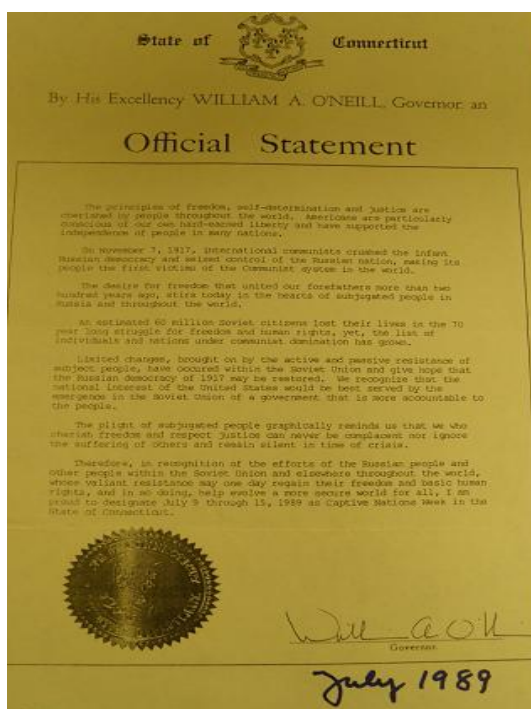 State of Connecticut
By His Excellency WILLIAM A. O'NEILL, Governor: an
Official Statement
The principles of freedom, self-determination and justice are
cherished by people throughout the world. Americans are particularly
conscious of our own hard-earned liberty and have supported the
independence of people in many nations.
On November 7, 1917, international communists crushed the infant
Russian democracy and seized control of the Russian nation, making its
people the first victims of the Communist system in the world.
The desire for freedom that united our forefathers more than two
hundred years ago, stirs today in the hearts of subjugated people in
Russia and throughout the world.
An estimated 60 million Soviet citizens lost their lives in the 70
year long struggle for freedom and human rights, yet, the list of
individuals and nations under communist domination has grown.
Limited changes, brought on by the active and passive resistance of
subject people, have occured within the Soviet Union and give hope that
the Russian democracy of 1917 may be restored. We recognize that the
national interest of the United States would be best served by the
emergence in the Soviet Union of a government that is more accountable to
the people.
The plight of subjugated people graphically reminds us that we who
cherish freedom and respect justice can never be complacent nor ignore
the suffering of others and remain silent in time of crisis.
Therefore, in recognition of the efforts of the Russian people and
other people within the Soviet Union and elsewhere throughout the world,
whose valiant resistance may one day regain their freedom and basic human
rights, and in so doing, help evolve a more secure world for all, I am
proud to designate July 9 through 15, 1989 as Captive Nations Week in the
State of Connecticut.
William A O'Neill
Governor
July 1989